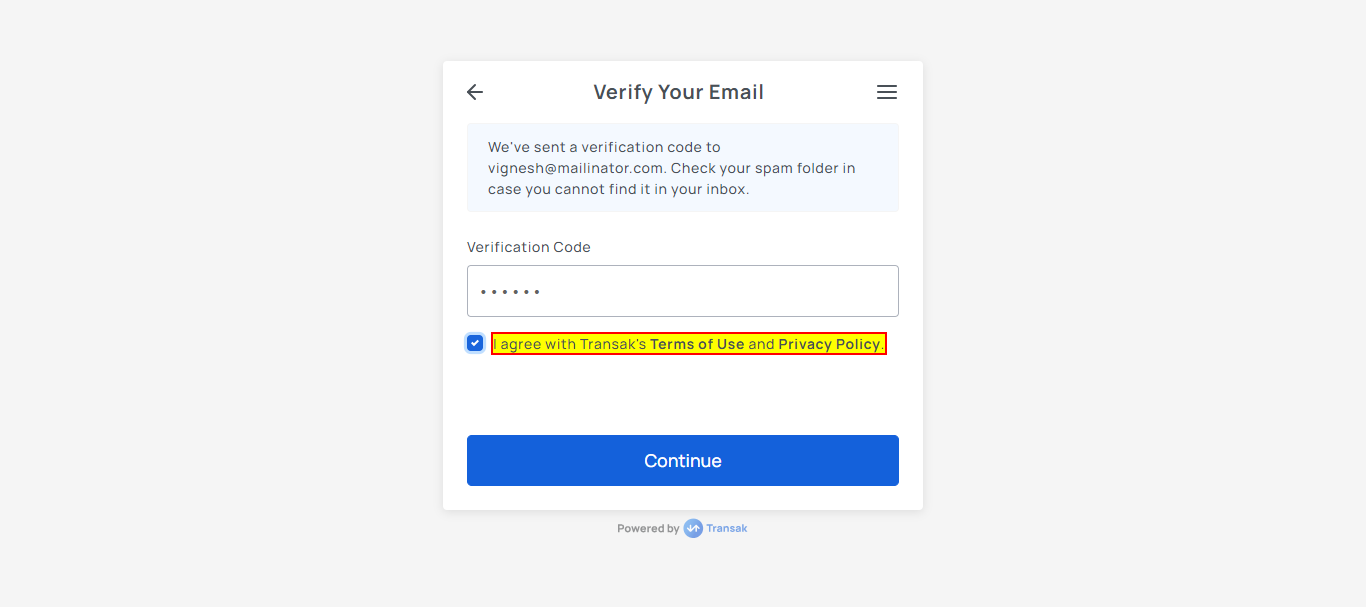 Verify Your Email
We've sent a verification code to
vignesh@mailinator.com. Check your spam folder in
case you cannot find it in your inbox.
Verification Code
••••••
I agree with Transak's Terms of Use and Privacy Policy.
Continue
Powered by Transak